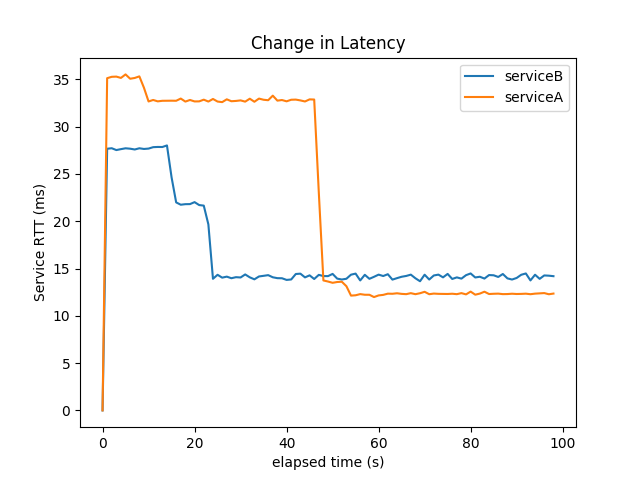 Change in Latency
serviceB
serviceA
Service RTT (ms)
35
30
25
20
15
10
5
0
0 20 40 60 80 100
elapsed time (s)